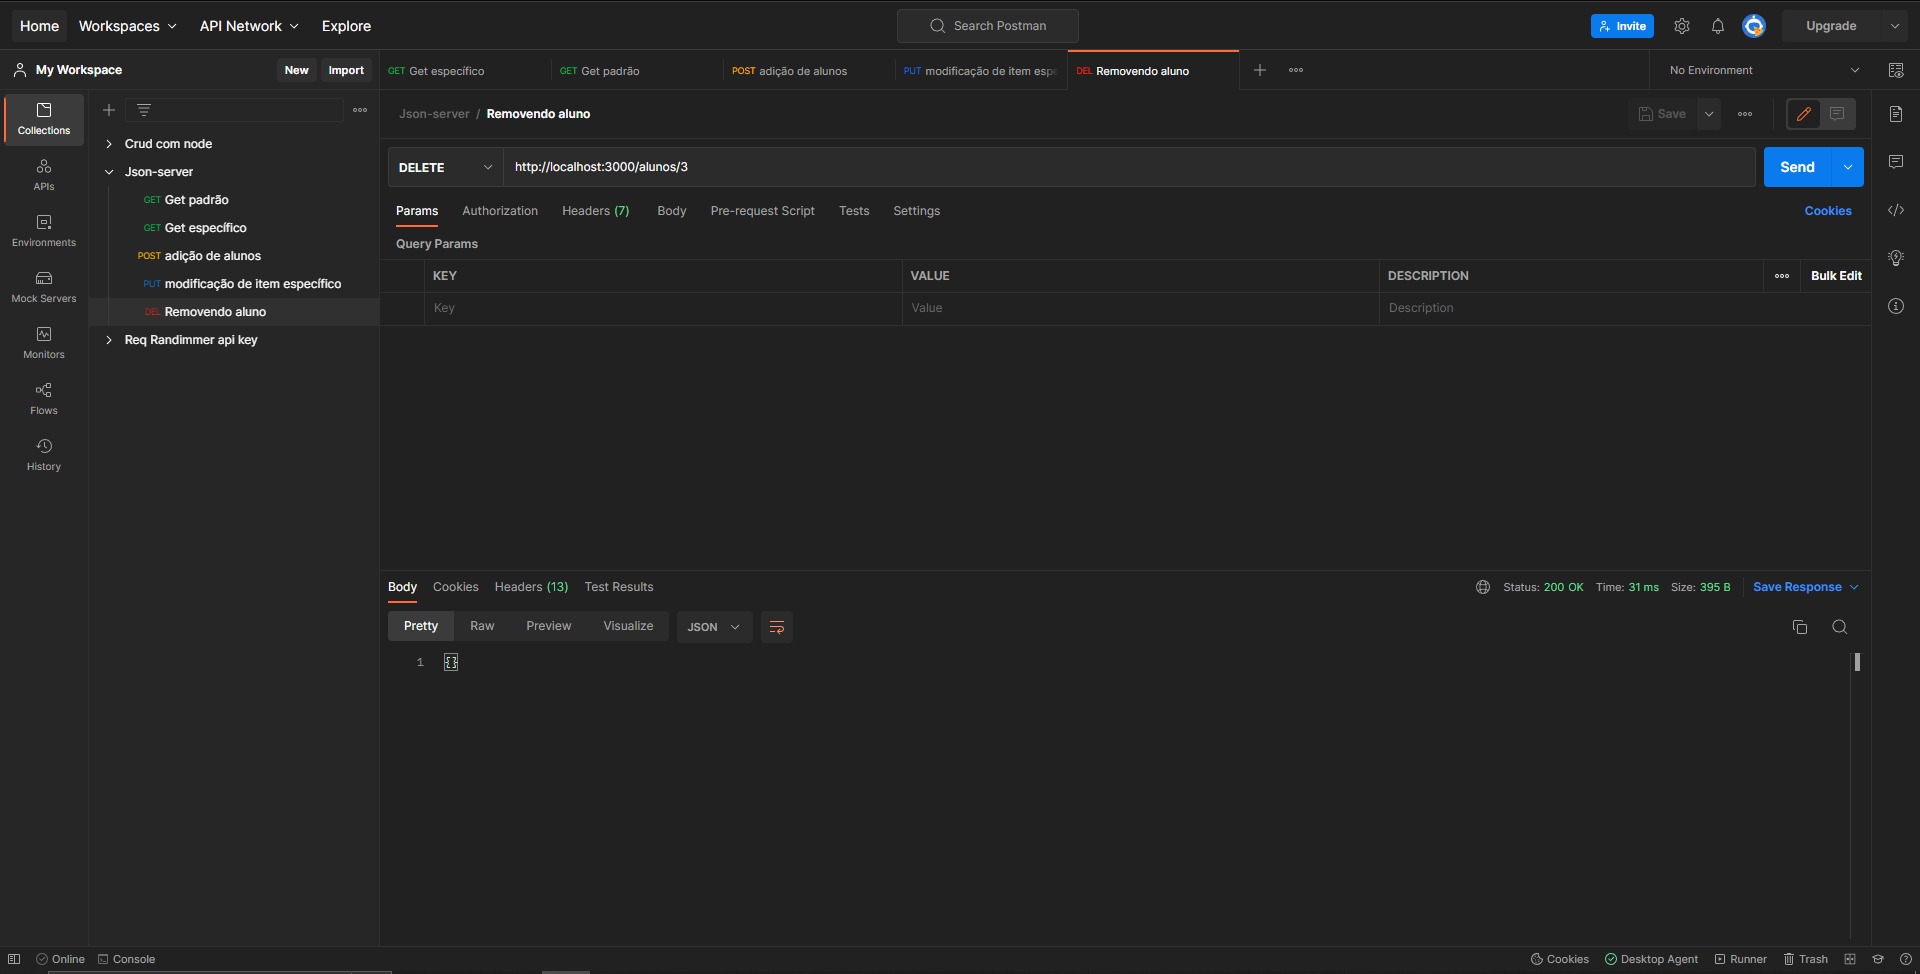 Home Workspaces API Network Explore Search Postman Invite Upgrade
My Workspace New Import GET Get específico GET Get padrão POST adição de alunos PUT modificação de item espe DEL Removendo aluno No Environment
Json-server / Removendo aluno Save
Collections
APIs
Environments
Mock Servers
Monitors
Flows
History
Crud com node
Json-server
GET Get padrão
GET Get específico
POST adição de alunos
PUT modificação de item específico
DEL Removendo aluno
Req Randimmer api key
DELETE http://localhost:3000/alunos/3 Send
Params Authorization Headers (7) Body Pre-request Script Tests Settings Cookies
Query Params
KEY VALUE DESCRIPTION Bulk Edit
Key Value Description
Body Cookies Headers (13) Test Results Status: 200 OK Time: 31 ms Size: 395 B Save Response
Pretty Raw Preview Visualize JSON
1 {}
Online Console Cookies Desktop Agent Runner Trash